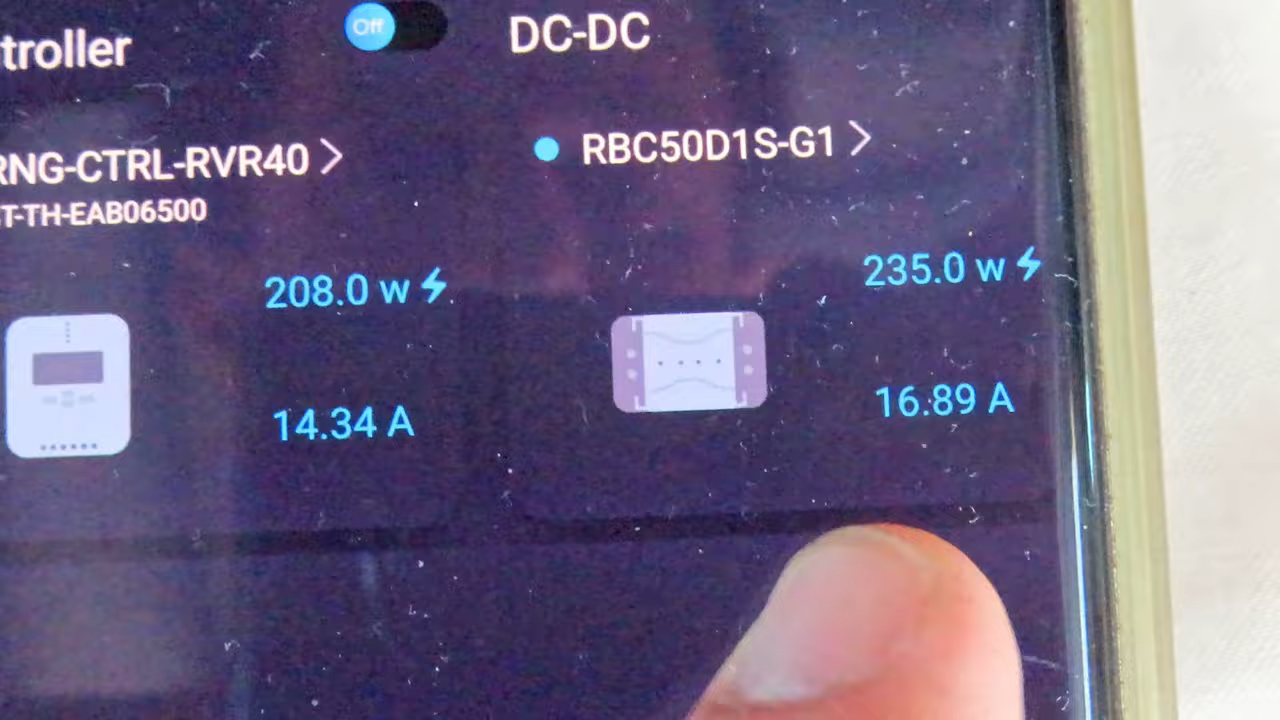 troller
Off
DC-DC
RNG-CTRL-RVR40
T-TH-EAB06500
RBC50D1S-G1
208.0 w
14.34 A
235.0 w
16.89 A